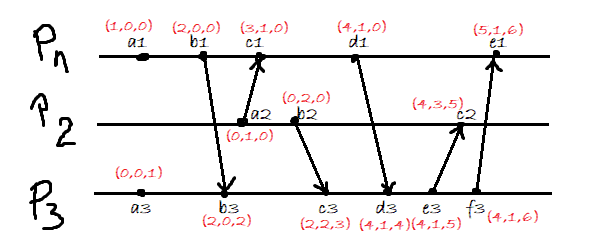 (1,0,0) (2,0,0) (3,1,0) (4,1,0) (5,1,6)
Pn a1 b1 c1 d1 e1
(0,2,0) (4,3,5)
P2 a2 b2 c2
(0,1,0)
(0,0,1)
P3 a3 b3 c3 d3 e3 f3
(2,0,2) (2,2,3) (4,1,4) (4,1,5) (4,1,6)